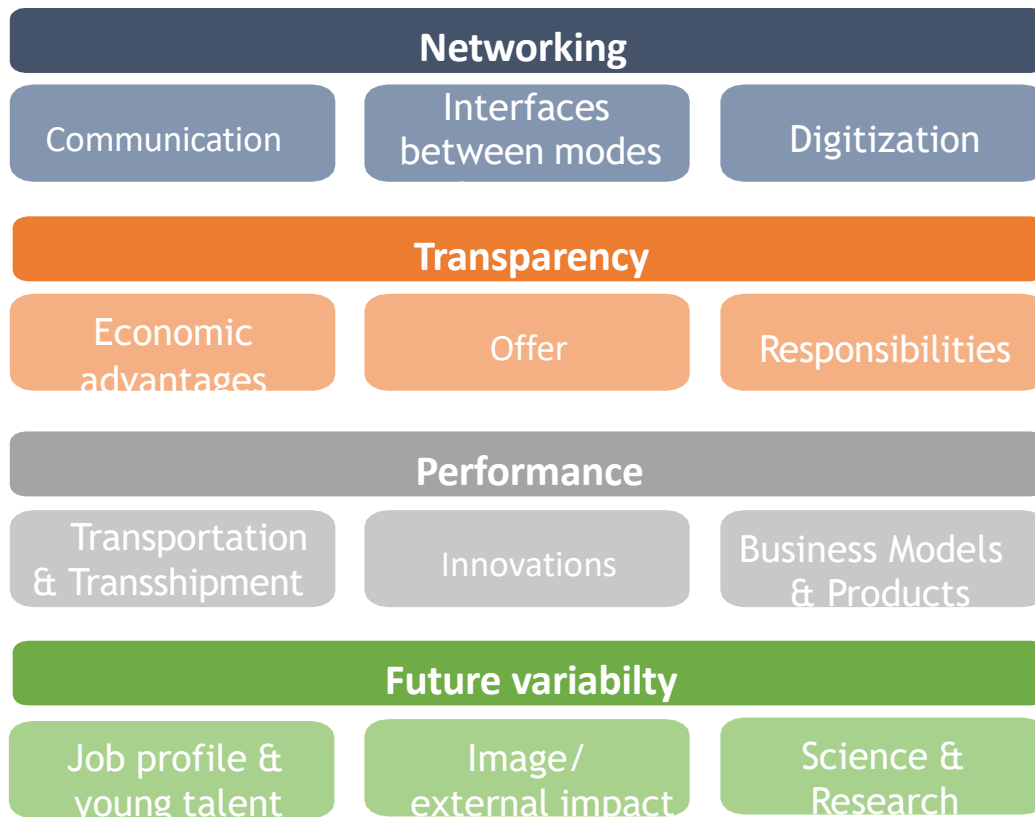 Networking
Communication
Interfaces
between modes
Digitization
Transparency
Economic
advantages
Offer
Responsibilities
Performance
Transportation
& Transshipment
Innovations
Business Models
& Products
Future variabilty
Job profile &
young talent
Image/
external impact
Science &
Research